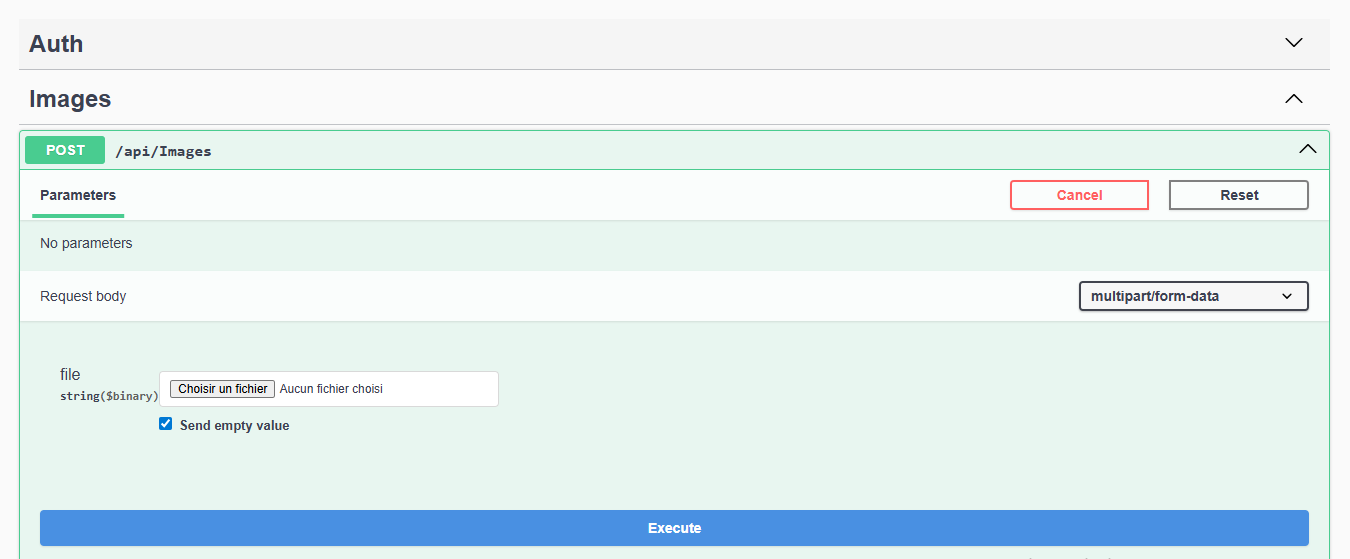 Auth
Images
POST /api/Images
Parameters Cancel Reset
No parameters
Request body multipart/form-data
file
string($binary) Choisir un fichier Aucun fichier choisi
Send empty value
Execute